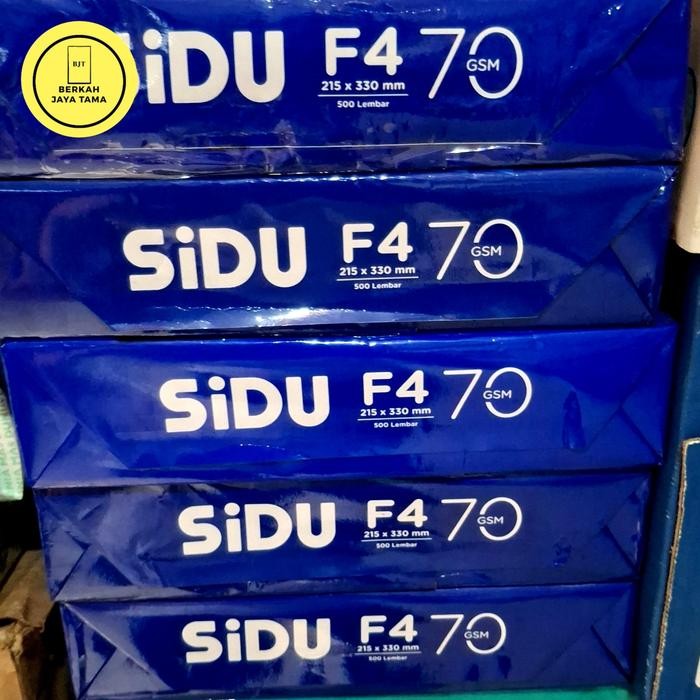 BJT
BERKAH
JAYA TAMA
SiDU F4 70 GSM
215 x 330 mm
500 Lembar
SiDU F4 70 GSM
215 x 330 mm
500 Lembar
SiDU F4 70 GSM
215 x 330 mm
500 Lembar
SiDU F4 70 GSM
215 x 330 mm
500 Lembar
SiDU F4 70 GSM
215 x 330 mm
500 Lembar